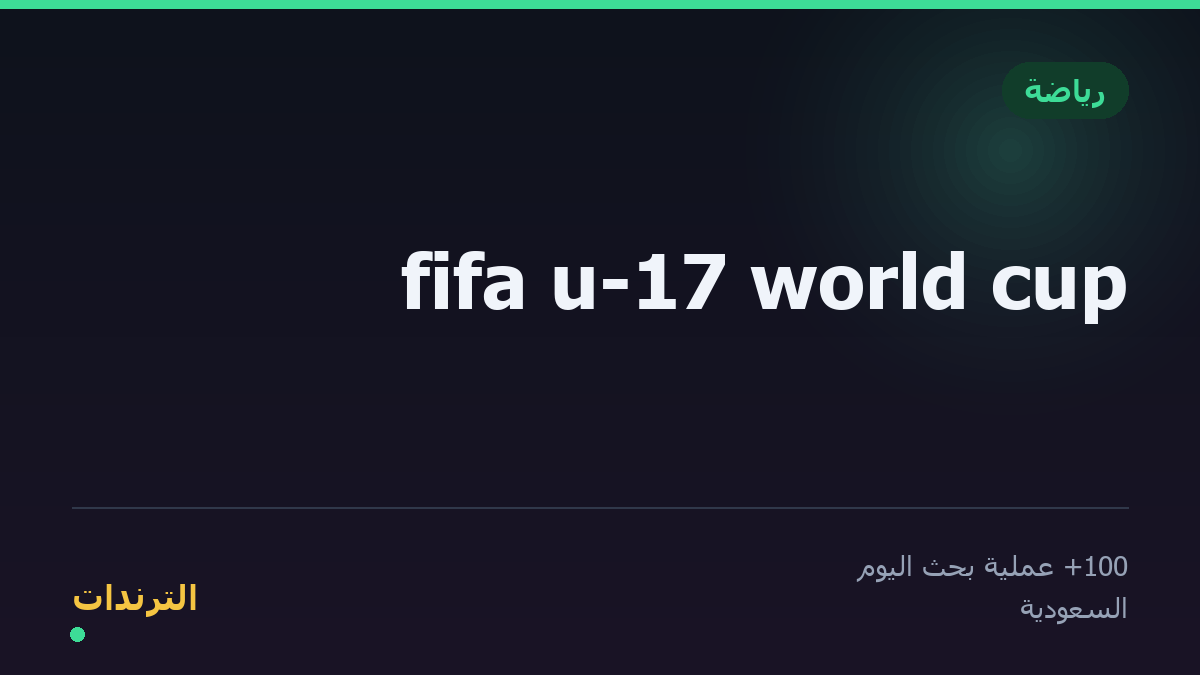 رياضة
fifa u-17 world cup
+100 عملية بحث اليوم
السعودية
الترندات